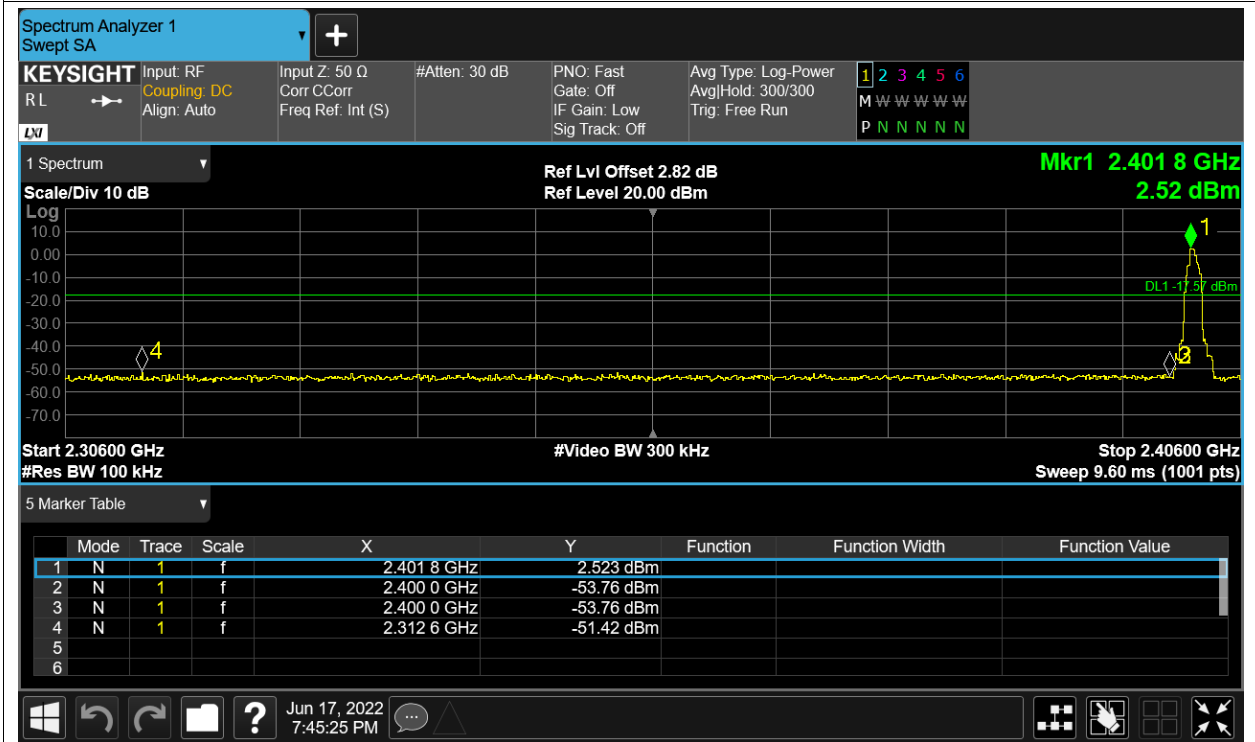 Spectrum Analyzer 1
Swept SA
KEYSIGHT Input: RF Input Z: 50 Ω #Atten: 30 dB PNO: Fast Avg Type: Log-Power 1 2 3 4 5 6
R L Coupling: DC Corr CCorr Gate: Off Avg|Hold: 300/300 M W W W W W W
Align: Auto Freq Ref: Int (S) IF Gain: Low Trig: Free Run
LXI Sig Track: Off P N N N N N N
1 Spectrum Ref Lvl Offset 2.82 dB Mkr1 2.401 8 GHz
Scale/Div 10 dB Ref Level 20.00 dBm 2.52 dBm
Log
1
10.0
0.00
-10.0
DL1 -17.57 dBm
-20.0
-30.0
-40.0
4
-50.0
-60.0
-70.0
Start 2.30600 GHz #Video BW 300 kHz Stop 2.40600 GHz
#Res BW 100 kHz Sweep 9.60 ms (1001 pts)
5 Marker Table
Mode Trace Scale X Y Function Function Width Function Value
1 N 1 f 2.401 8 GHz 2.523 dBm
2 N 1 f 2.400 0 GHz -53.76 dBm
3 N 1 f 2.400 0 GHz -53.76 dBm
4 N 1 f 2.312 6 GHz -51.42 dBm
5
6
? Jun 17, 2022
7:45:25 PM